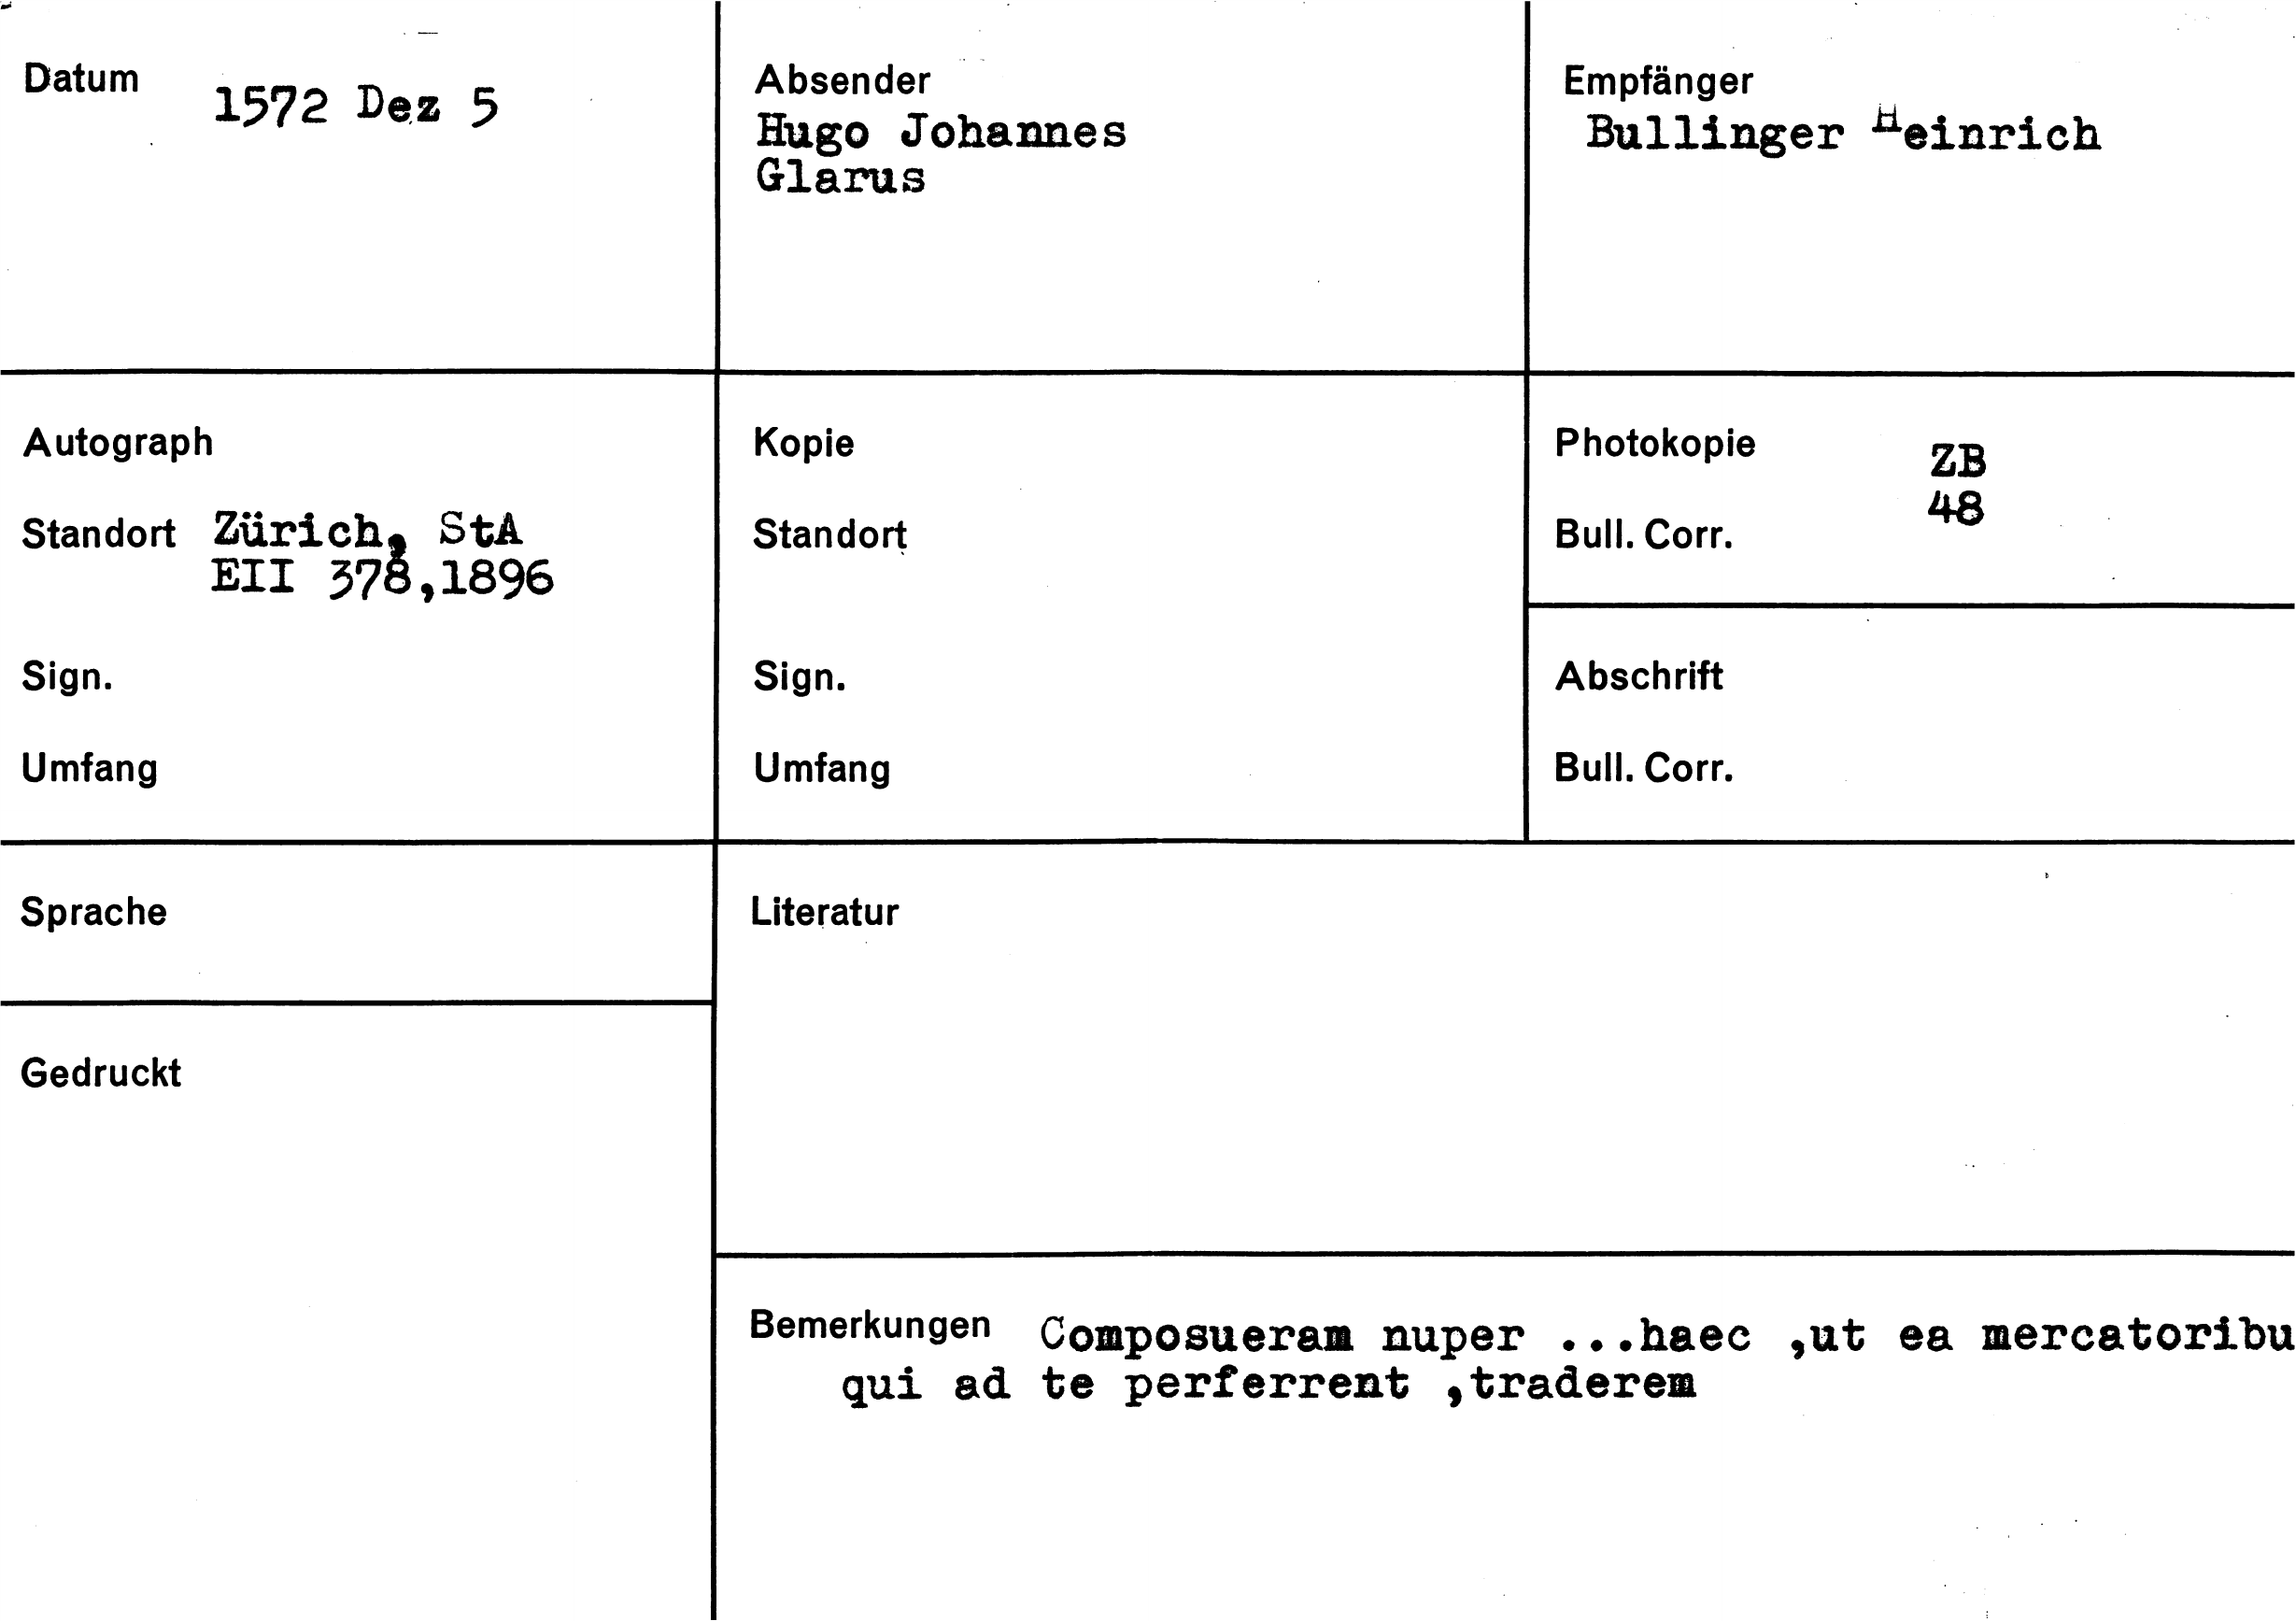 Datum 1572 Dez 5
Absender
Hugo Johannes
Glarus
Empfänger
Bullinger Heinrich
Autograph
Standort Zürich, StA
EII 378,1896
Sign.
Umfang
Kopie
Standort
Sign.
Umfang
Photokopie ZB
48
Bull. Corr.
Abschrift
Bull. Corr.
Sprache
Gedruckt
Literatur
Bemerkungen Composueram nuper ...haec ,ut ea mercatoribu
qui ad te perferrent ,traderem